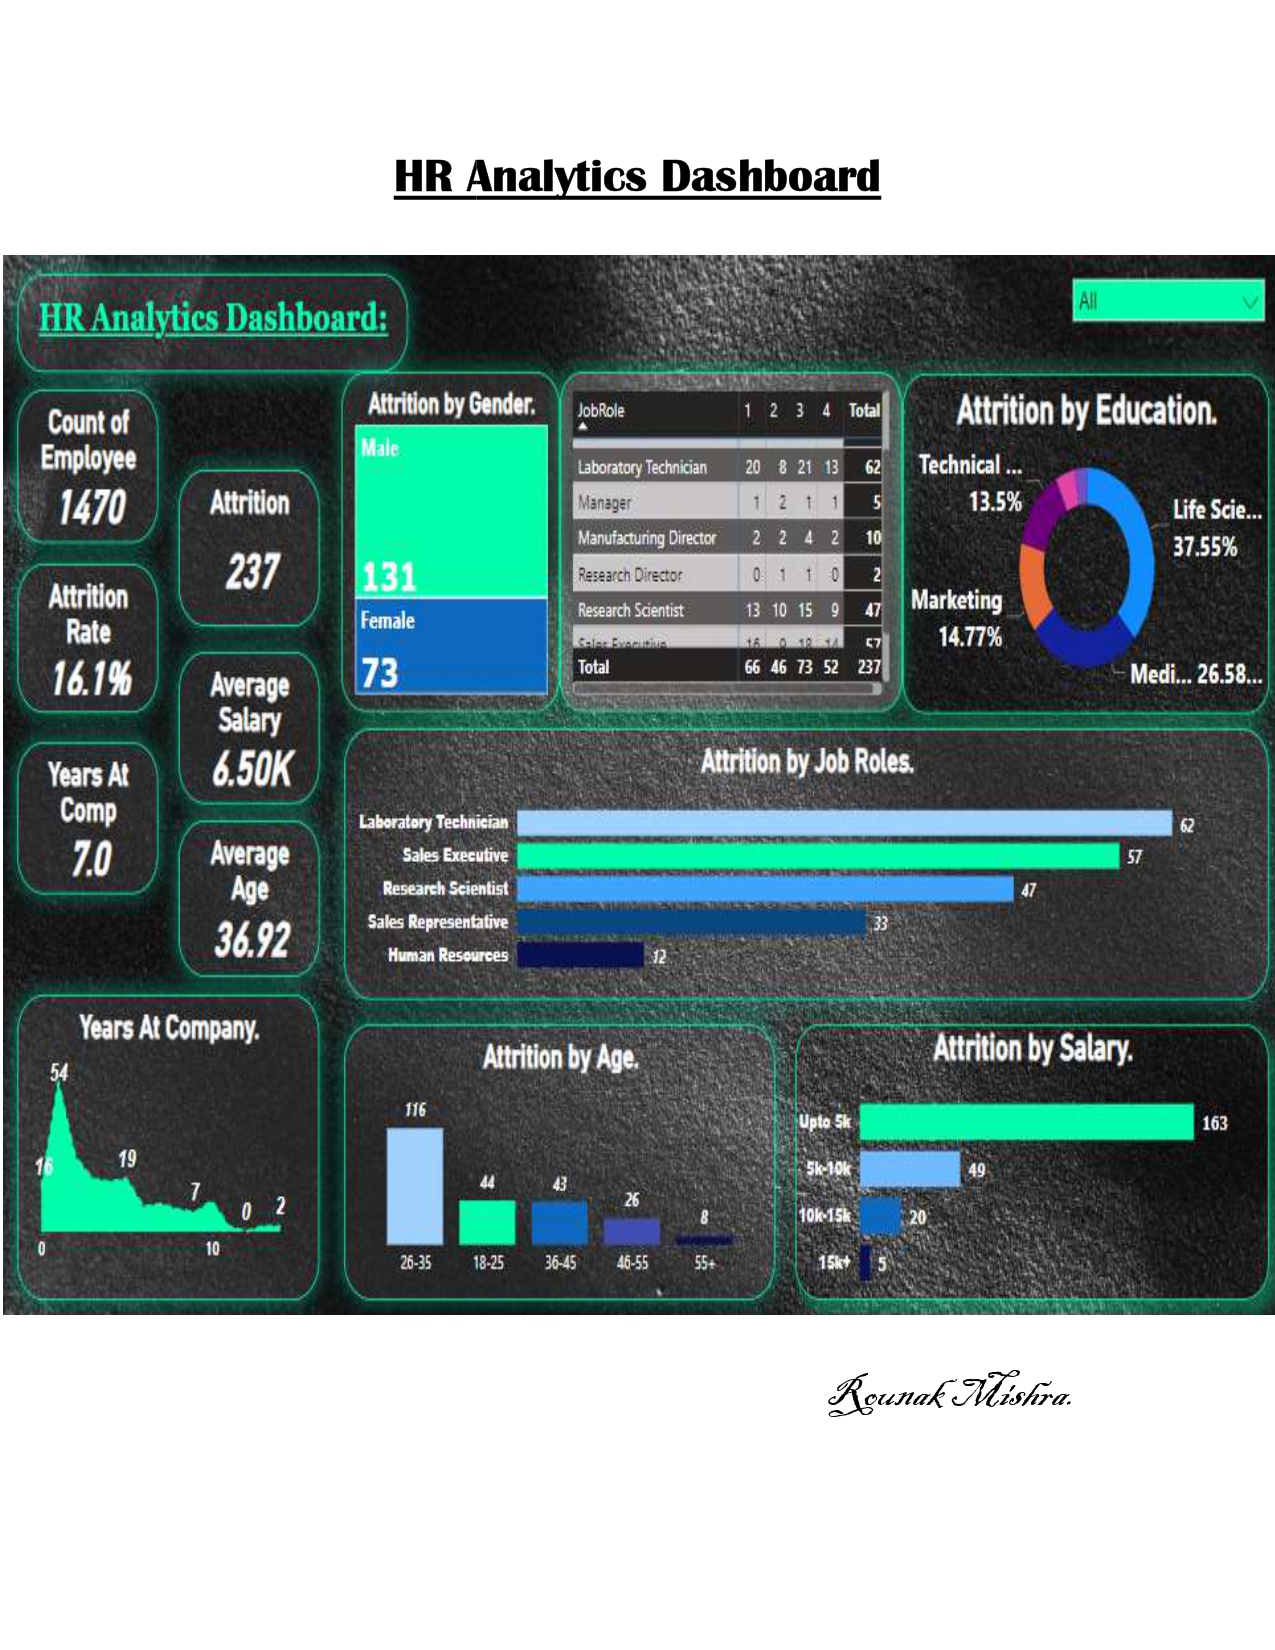 HR Analytics Dashboard
HR Analytics Dashboard:
All
Count of
Employee
1470
Attrition
237
Attrition
Rate
16.1%
Average
Salary
6.50K
Years At
Comp
7.0
Average
Age
36.92
Attrition by Gender.
Male
131
Female
73
JobRole 1 2 3 4 Total
Laboratory Technician 20 8 21 13 62
Manager 1 2 1 1 5
Manufacturing Director 2 2 4 2 10
Research Director 0 1 1 0 2
Research Scientist 13 10 15 9 47
Sales Executive 16 9 18 14 57
Total 66 46 73 52 237
Attrition by Education.
Technical ...
13.5%
Life Scie...
37.55%
Marketing
14.77%
Medi... 26.58...
Attrition by Job Roles.
Laboratory Technician 62
Sales Executive 57
Research Scientist 47
Sales Representative 33
Human Resources 12
Years At Company.
54
16
19
7
0
2
0 10
Attrition by Age.
116
44
43
26
8
26-35 18-25 36-45 46-55 55+
Attrition by Salary.
Upto 5k 163
5k-10k 49
10k-15k 20
15k+ 5
Rounak Mishra.